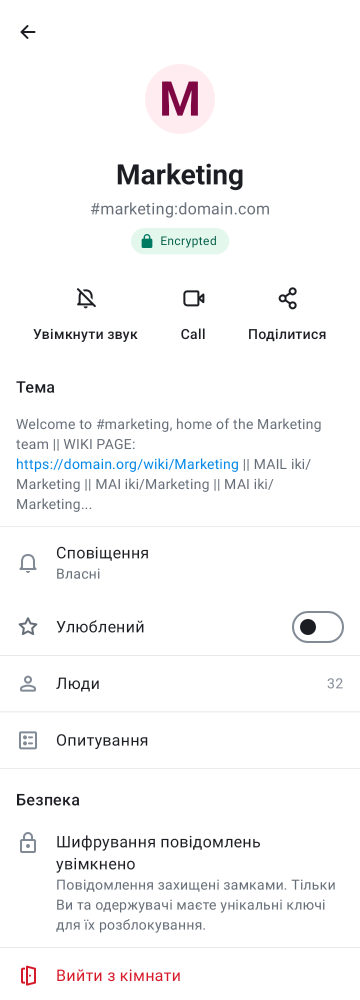 M
Marketing
#marketing:domain.com
Encrypted
Увімкнути звук
Call
Поділитися
Тема
Welcome to #marketing, home of the Marketing
team || WIKI PAGE:
https://domain.org/wiki/Marketing || MAIL iki/
Marketing || MAI iki/Marketing || MAI iki/
Marketing...
Сповіщення
Власні
Улюблений
Люди
32
Опитування
Безпека
Шифрування повідомлень
увімкнено
Повідомлення захищені замками. Тільки
Ви та одержувачі маєте унікальні ключі
для їх розблокування.
Вийти з кімнати